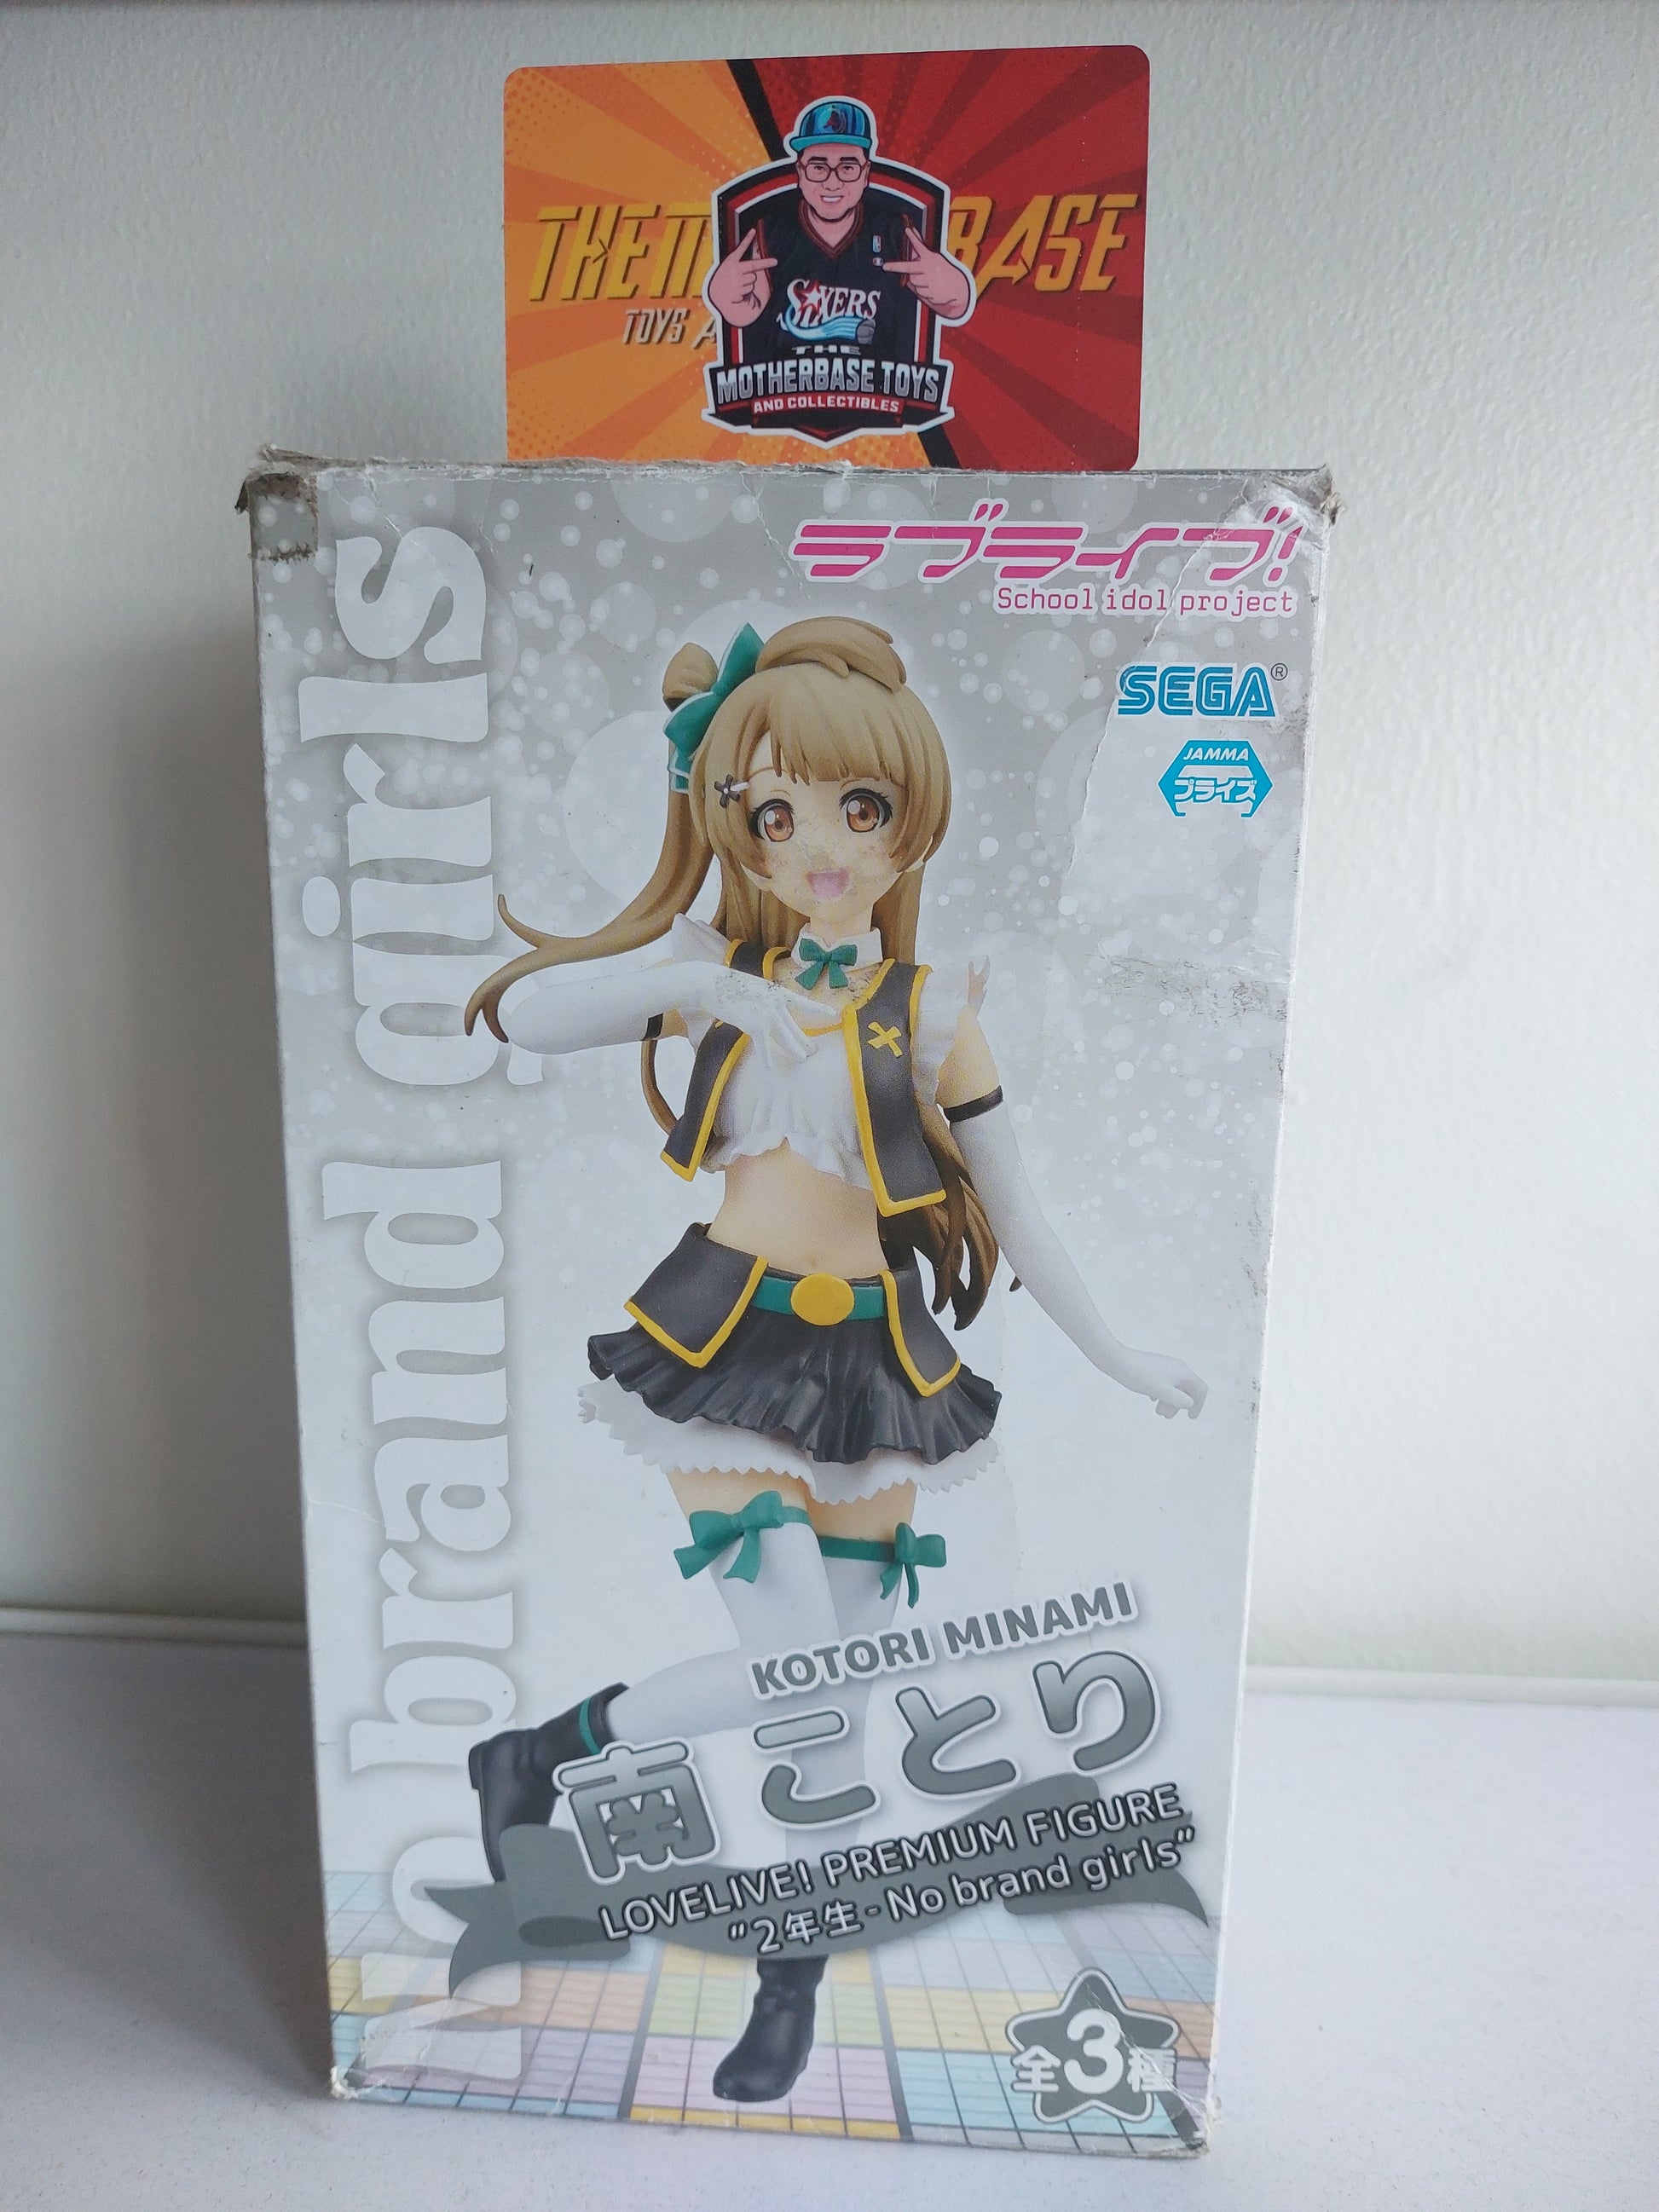 THEM
BASE
TOYS A
SIXERS
THE
MOTHERBASE TOYS
AND COLLECTIBLES
ラブライブ!
School idol project
SEGA®
JAMMA
プライズ
No brand girls
KOTORI MINAMI
南ことり
LOVELIVE! PREMIUM FIGURE
"2年生-No brand girls"
全3種